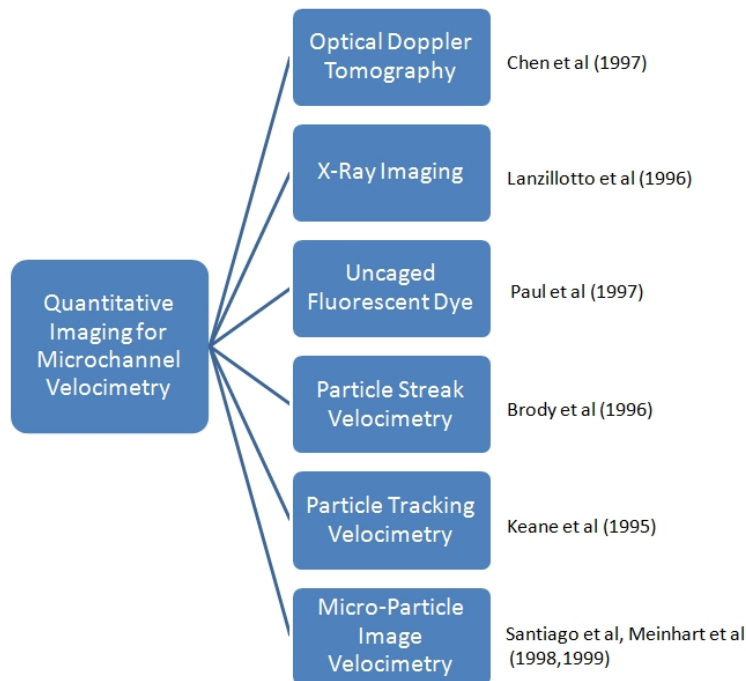 Optical Doppler
Tomography
Chen et al (1997)
X-Ray Imaging
Lanzillotto et al (1996)
Uncaged
Fluorescent Dye
Paul et al (1997)
Quantitative
Imaging for
Microchannel
Velocimetry
Particle Streak
Velocimetry
Brody et al (1996)
Particle Tracking
Velocimetry
Keane et al (1995)
Micro-Particle
Image
Velocimetry
Santiago et al, Meinhart et al
(1998,1999)